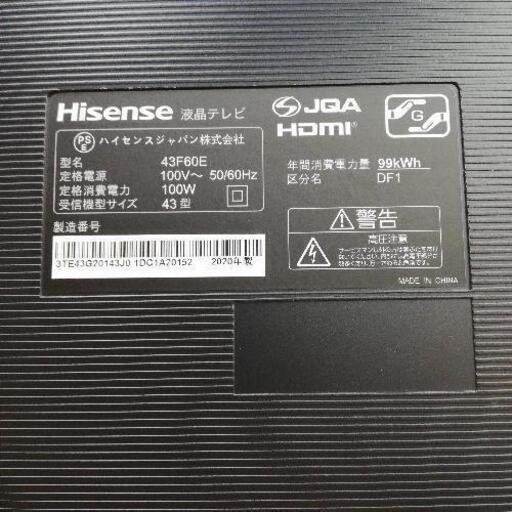 Hisense 液晶テレビ
PS
E
ハイセンスジャパン株式会社
型名 43F60E
定格電源 100V～ 50/60Hz
定格消費電力 100W
受信機型サイズ 43 型
製造番号
3TE43G20143J0 1DC1A20152 2020年製
JQA
HDMI
G
年間消費電力量 99kWh
区分名 DF1
警告
高圧注意
MADE IN CHINA